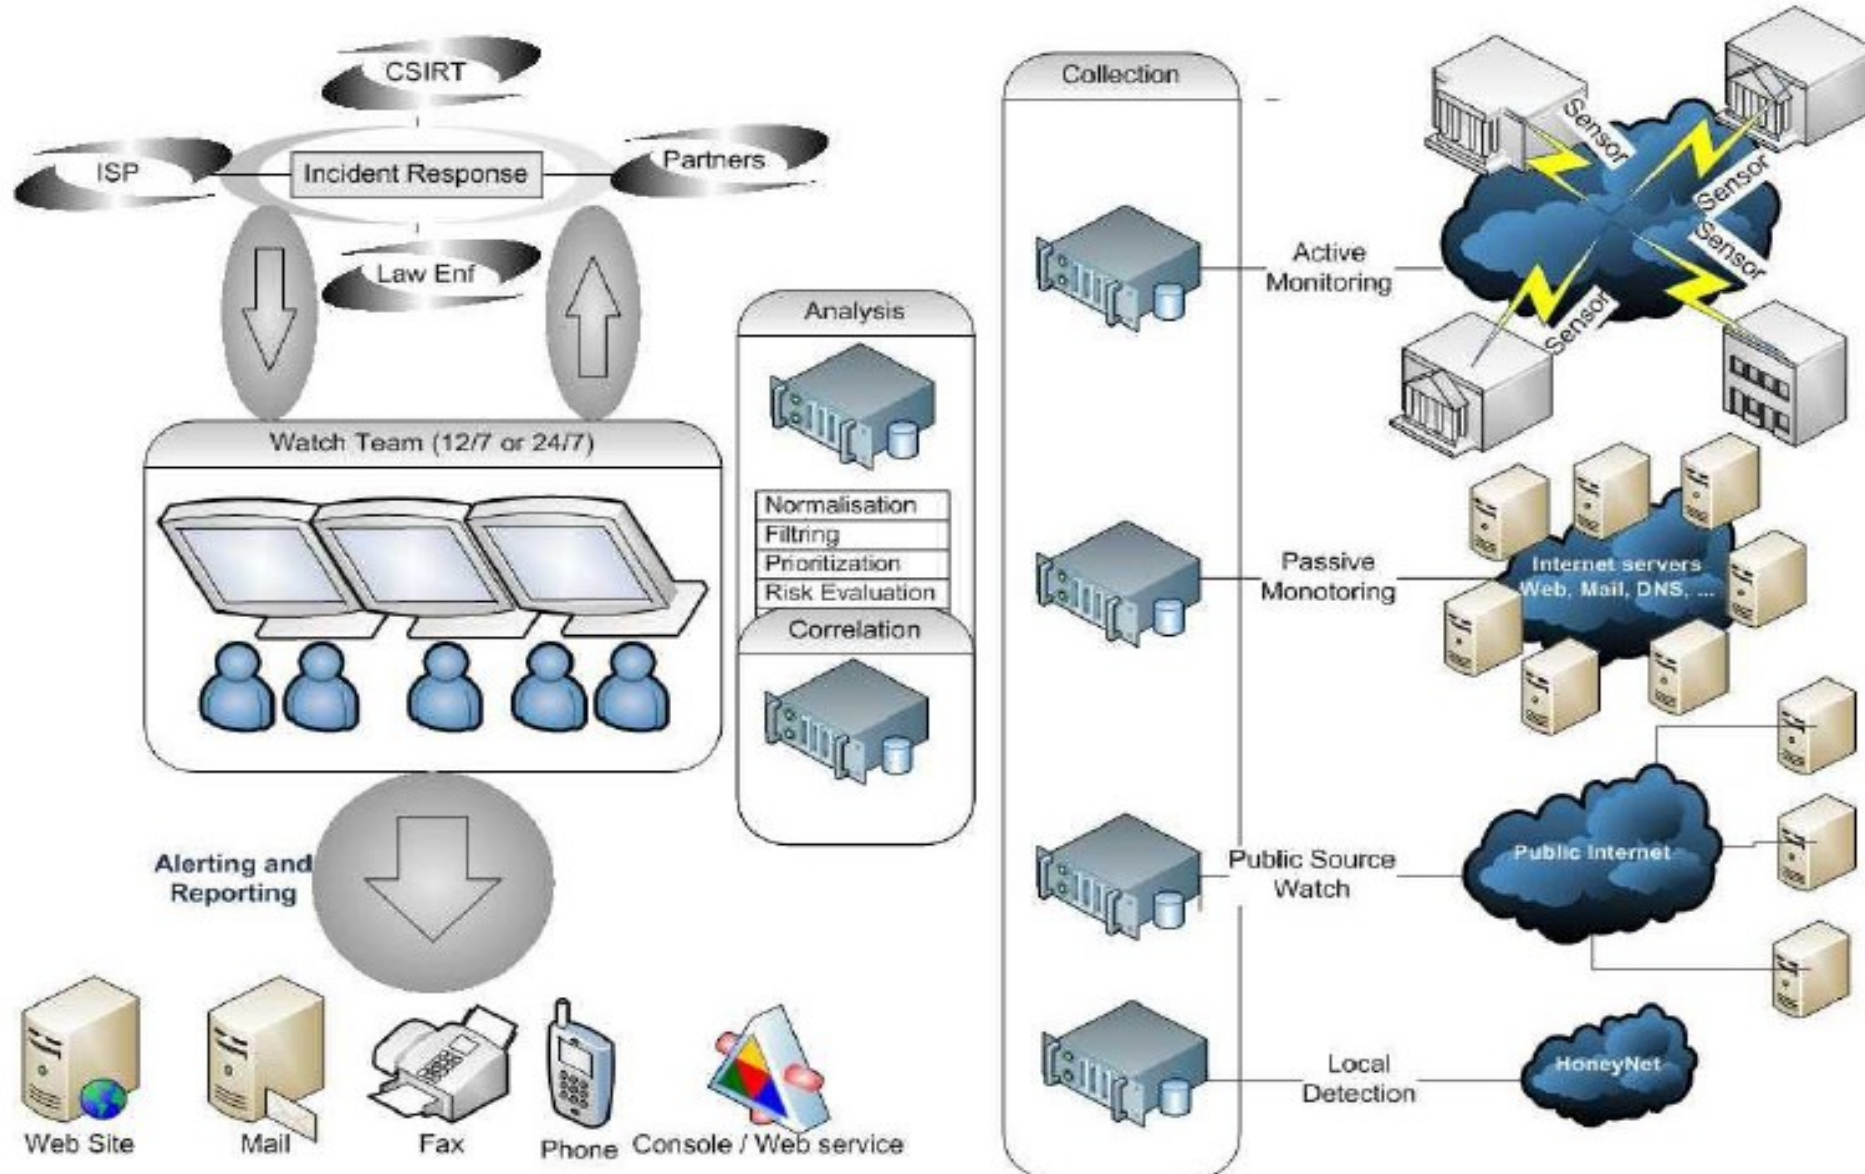 CSIRT
ISP
Incident Response
Partners
Law Enf
Watch Team (12/7 or 24/7)
Analysis
Normalisation
Filtring
Prioritization
Risk Evaluation
Correlation
Alerting and
Reporting
Web Site
Mail
Fax
Phone
Console / Web service
Collection
Active
Monitoring
Sensor
Sensor
Sensor
Sensor
Passive
Monotoring
Internet servers
Web, Mail, DNS, ...
Public Source
Watch
Public Internet
Local
Detection
HoneyNet